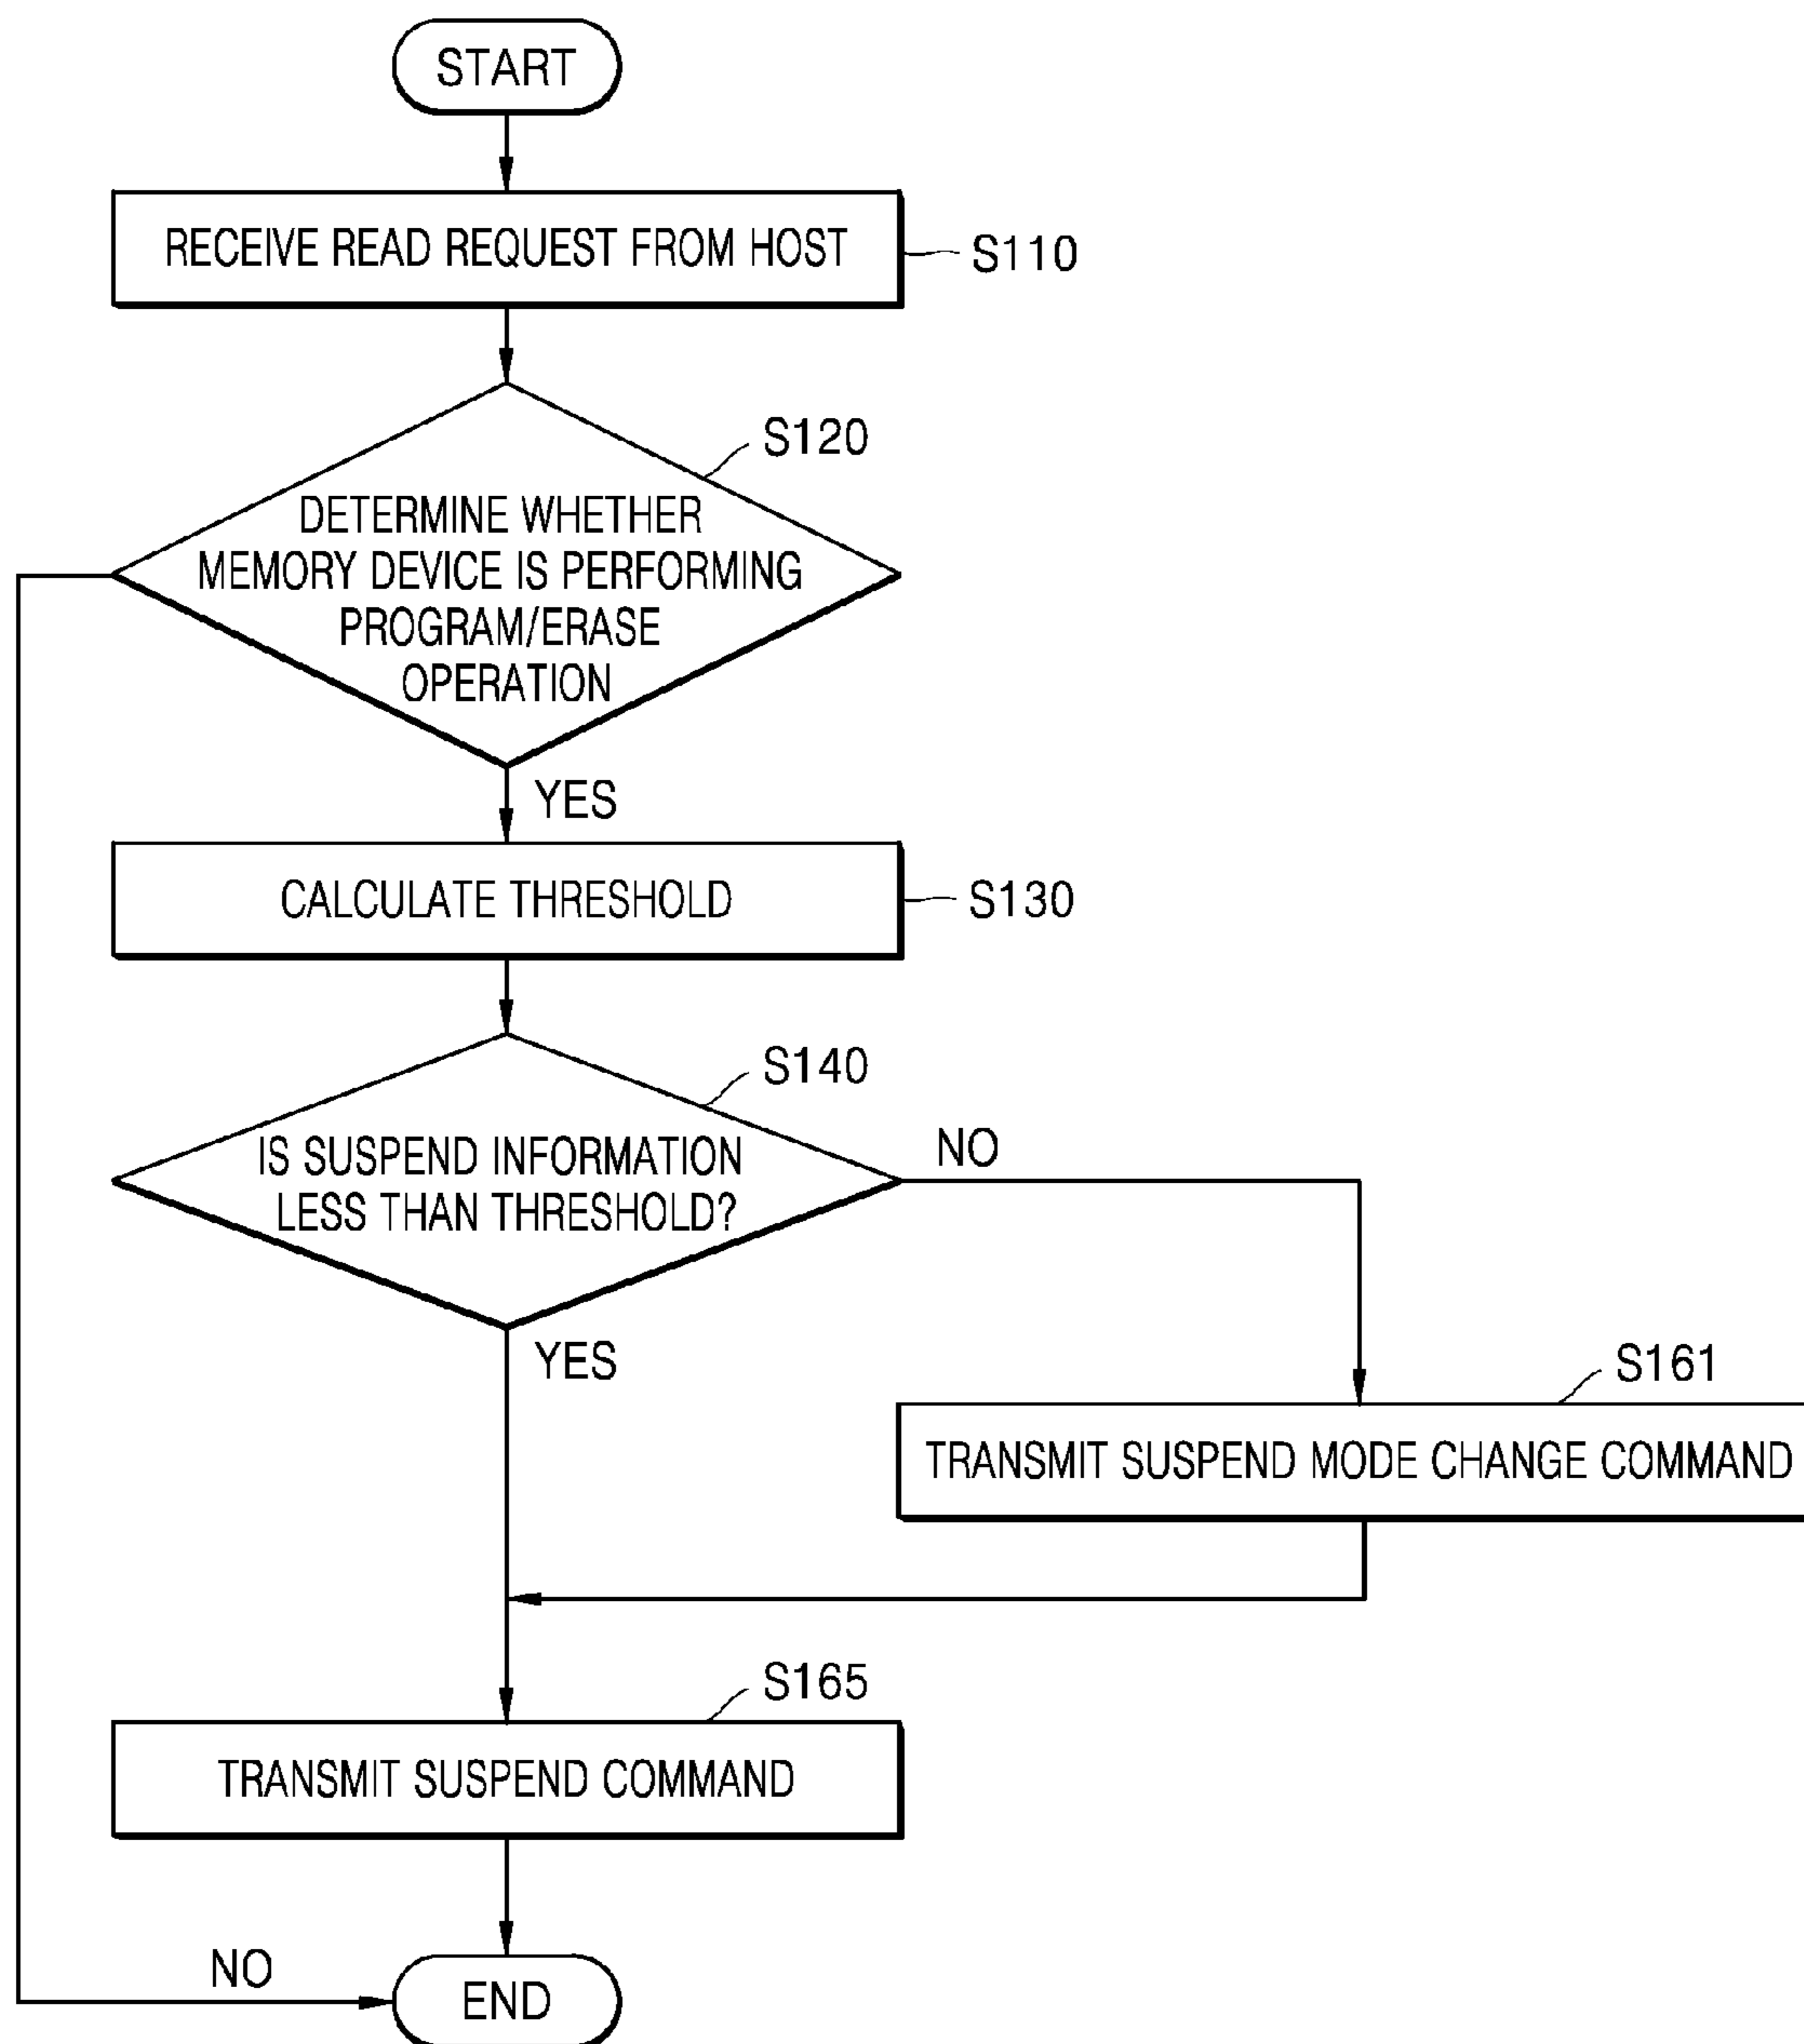 START
RECEIVE READ REQUEST FROM HOST
S110
S120
DETERMINE WHETHER
MEMORY DEVICE IS PERFORMING
PROGRAM/ERASE
OPERATION
YES
CALCULATE THRESHOLD
S130
S140
IS SUSPEND INFORMATION
LESS THAN THRESHOLD?
NO
YES
S161
TRANSMIT SUSPEND MODE CHANGE COMMAND
S165
TRANSMIT SUSPEND COMMAND
NO
END